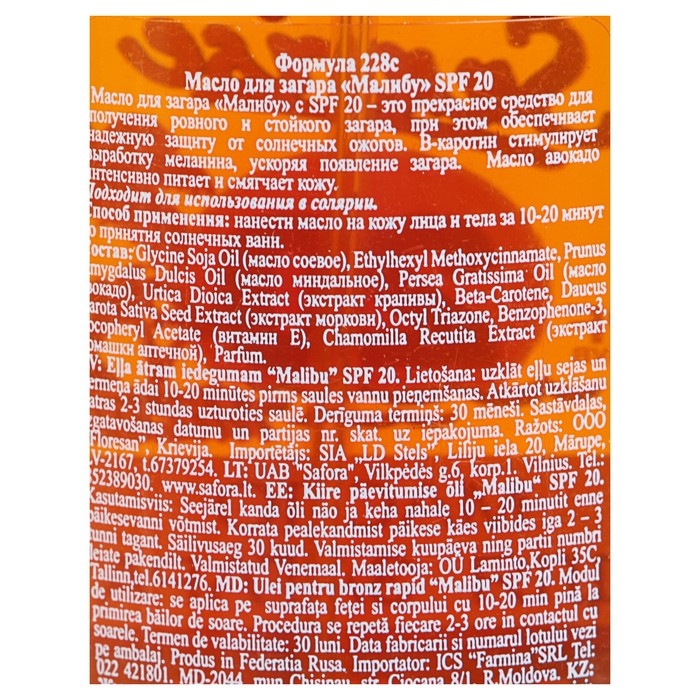 Формула 228с
Масло для загара «Малибу» SPF 20
Масло для загара «Малибу» с SPF 20 – это прекрасное средство для
получения ровного и стойкого загара, при этом обеспечивает
надежную защиту от солнечных ожогов. В-каротин стимулирует
выработку меланина, ускоряя появление загара. Масло авокадо
интенсивно питает и смягчает кожу.
Подходит для использования в солярии.
Способ применения: нанести масло на кожу лица и тела за 10-20 минут
о принятия солнечных ванн.
Состав: Glycine Soja Oil (масло соевое), Ethylhexyl Methoxycinnamate, Prunus
mygdalus Dulcis Oil (масло миндальное), Persea Gratissima Oil (масло
вокадо), Urtica Dioica Extract (экстракт крапивы), Beta-Carotene, Daucus
arota Sativa Seed Extract (экстракт моркови), Octyl Triazone, Benzophenone-3,
ocopheryl Acetate (витамин Е), Chamomilla Recutita Extract (экстракт
омашки аптечной), Parfum.
V: Eļļa ātram iedegumam “Malibu” SPF 20. Lietošana: uzklāt eļļu sejas un
ermeņa ādai 10-20 minūtes pirms saules vannu pieņemšanas. Atkārtot uzklāšanu
atras 2-3 stundas uzturoties saulē. Derīguma termiņš: 30 mēneši. Sastāvdaļas,
zgatavošanas datumu un partijas nr. skat. uz iepakojuma. Ražots: OOO
“Floresan”, Krievija. Importētājs: SIA „LD Stels”, Liliju iela 20, Mārupe,
V-2167, t.67379254. LT: UAB “Safora”, Vilkpėdės g.6, korp.1. Vilnius. Tel.:
52389030. www.safora.lt. EE: Kiire päevitumise õli „Malibu” SPF 20.
Kasutamisviis: Seejärel kanda õli não ja keha nahale 10 – 20 minutit enne
päikesevanni võtmist. Korrata pealekandmist päikese käes viibides iga 2 – 3
tunni tagant. Säilivusaeg 30 kuud. Valmistamise kuupäeva ning partii numbri
leiate pakendilt. Valmistatud Venemaal. Maaletooja: OÜ Laminto,Kopli 35C,
Tallinn,tel.6141276. MD: Ulei pentru bronz rapid “Malibu” SPF 20. Modul
de utilizare: se aplica pe suprafața feței si corpului cu 10-20 min pină la
primirea băilor de soare. Procedura se repetă fiecare 2-3 ore in contactul cu
soarele. Termen de valabilitate: 30 luni. Data fabricarii si numarul lotului vezi
pe ambalaj. Produs in Federatia Rusa. Importator: ICS “Farmina”SRL Tel:
022 421801. MD-2044, mun.Chisinau, str. Ciocana 8/1, R.Moldova. KZ: